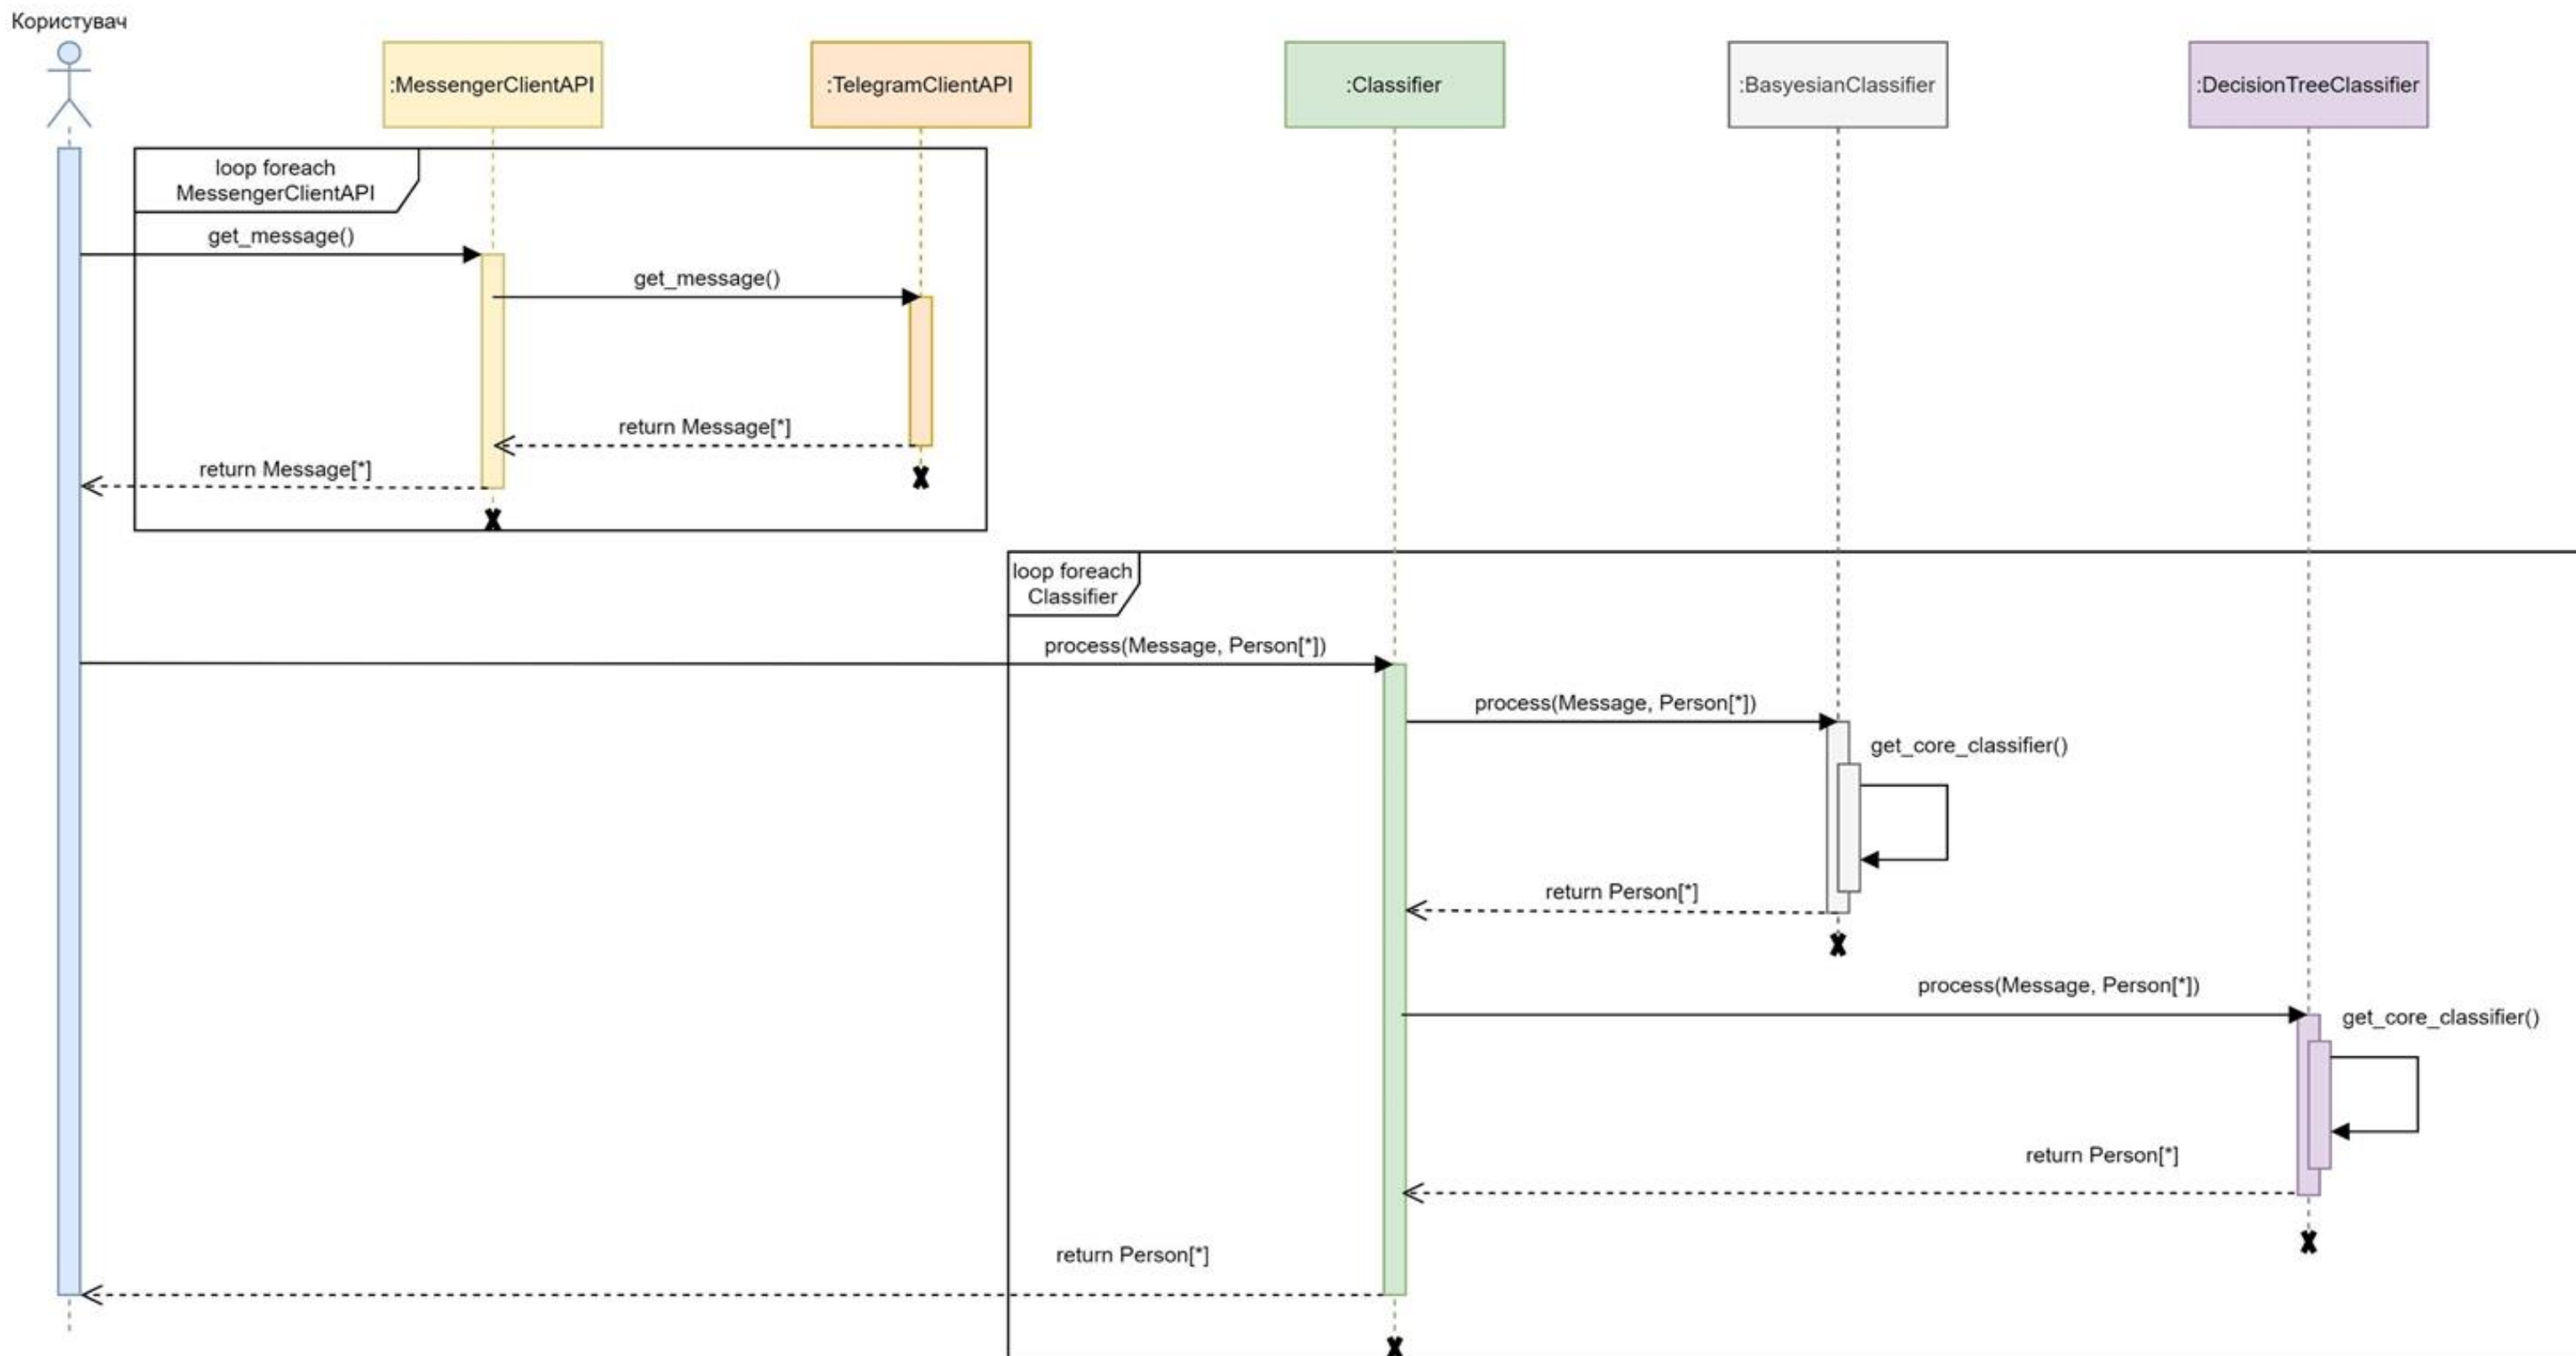 Користувач
:MessengerClientAPI
:TelegramClientAPI
:Classifier
:BasyesianClassifier
:DecisionTreeClassifier
loop foreach
MessengerClientAPI
get_message()
get_message()
return Message[*]
return Message[*]
loop foreach
Classifier
process(Message, Person[*])
process(Message, Person[*])
get_core_classifier()
return Person[*]
process(Message, Person[*])
get_core_classifier()
return Person[*]
return Person[*]